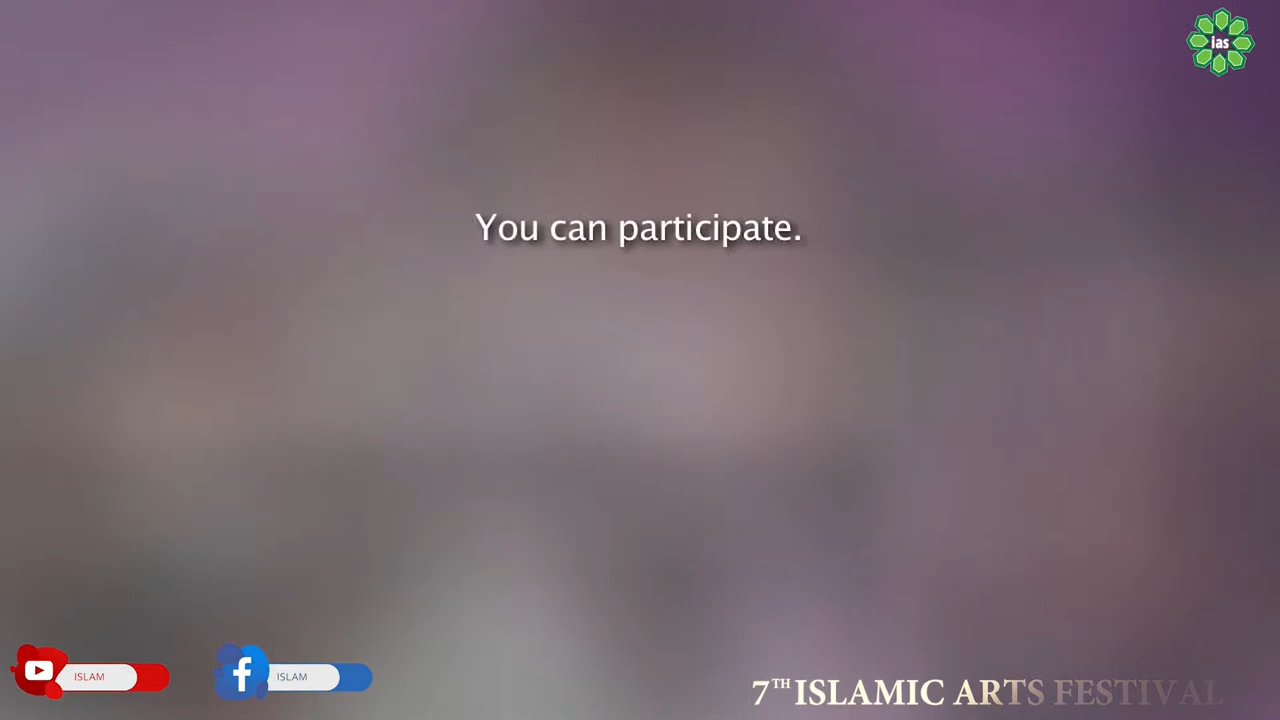 ias
You can participate.
ISLAM
ISLAM
7TH ISLAMIC ARTS FESTIVAL